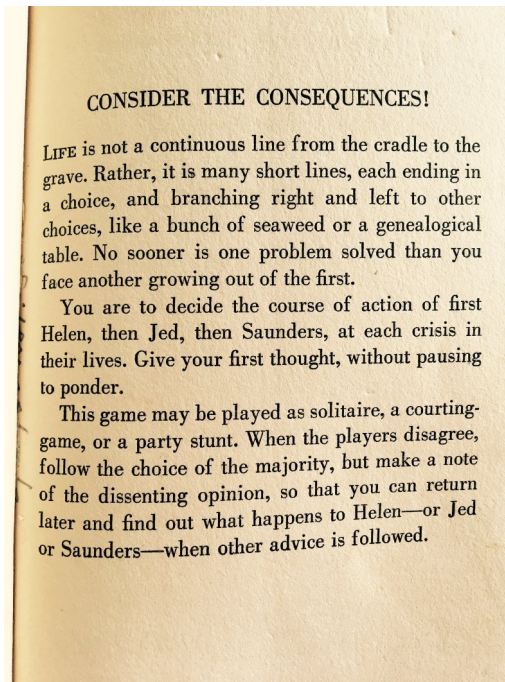 CONSIDER THE CONSEQUENCES!
LIFE is not a continuous line from the cradle to the
grave. Rather, it is many short lines, each ending in
a choice, and branching right and left to other
choices, like a bunch of seaweed or a genealogical
table. No sooner is one problem solved than you
face another growing out of the first.
You are to decide the course of action of first
Helen, then Jed, then Saunders, at each crisis in
their lives. Give your first thought, without pausing
to ponder.
This game may be played as solitaire, a courting-
game, or a party stunt. When the players disagree,
follow the choice of the majority, but make a note
of the dissenting opinion, so that you can return
later and find out what happens to Helen—or Jed
or Saunders—when other advice is followed.